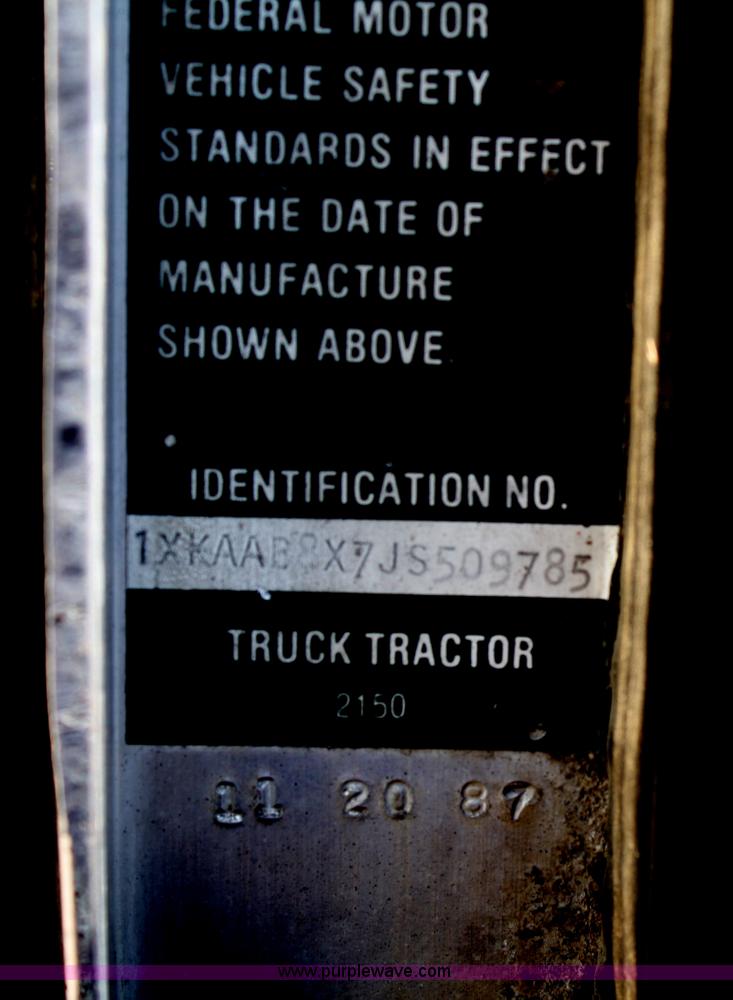 FEDERAL MOTOR
VEHICLE SAFETY
STANDARDS IN EFFECT
ON THE DATE OF
MANUFACTURE
SHOWN ABOVE
IDENTIFICATION NO.
1XKAAB8X7JS509785
TRUCK TRACTOR
2150
11 20 87
www.purplewave.com